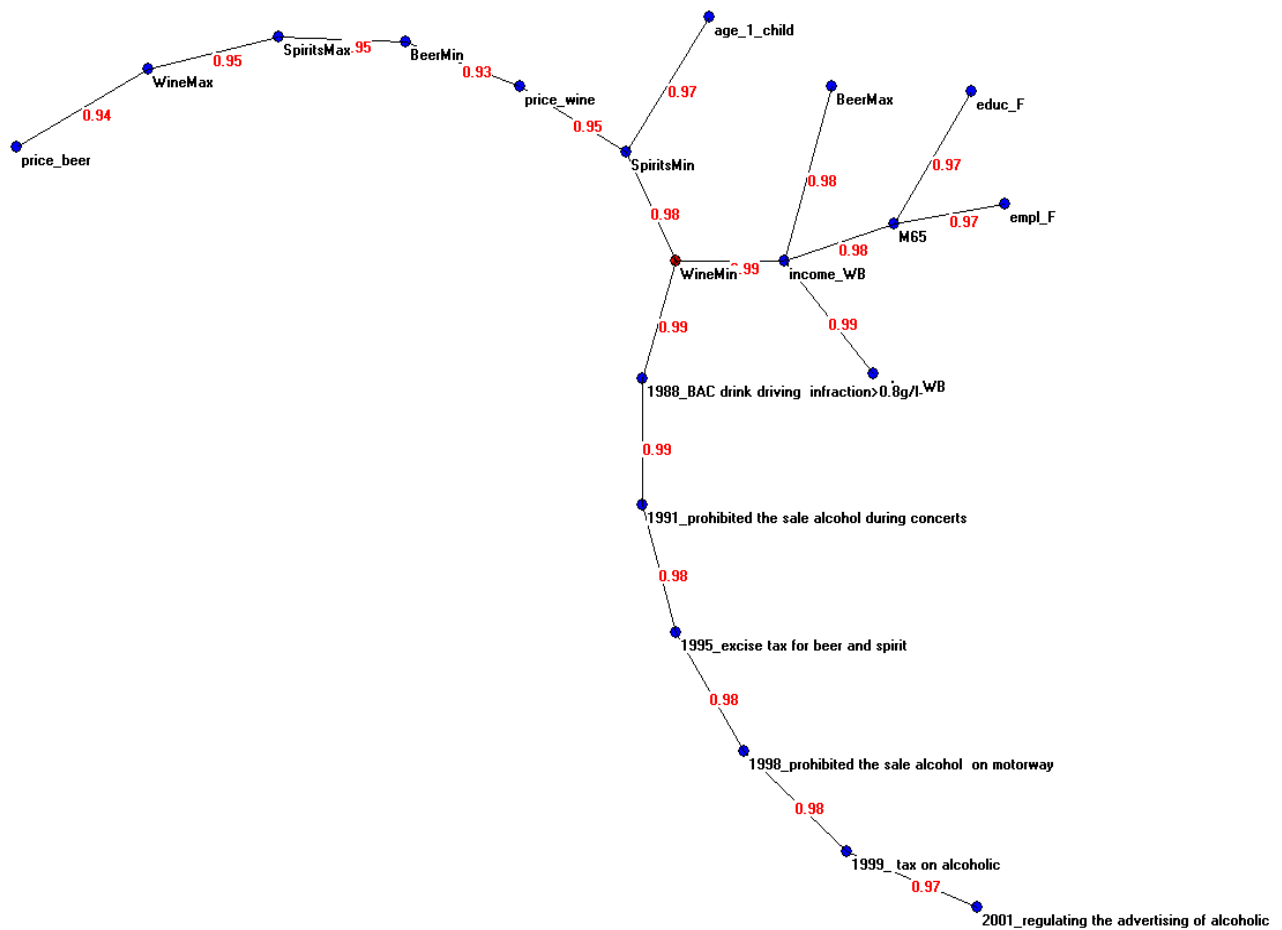 age_1_child
SpiritsMax
.95
BeerMin
0.95
WineMax
0.93
price_wine
BeerMax
educ_F
0.97
0.94
0.95
price_beer
SpiritsMin
0.98
0.97
empl_F
0.97
M65
0.98
0.98
WineMin
.99
income_WB
0.99
0.99
WB
1988_BAC drink driving infraction>0.8g/l-
0.99
1991_prohibited the sale alcohol during concerts
0.98
1995_excise tax for beer and spirit
0.98
1998_prohibited the sale alcohol on motorway
0.98
1999_ tax on alcoholic
0.97
2001_regulating the advertising of alcoholic